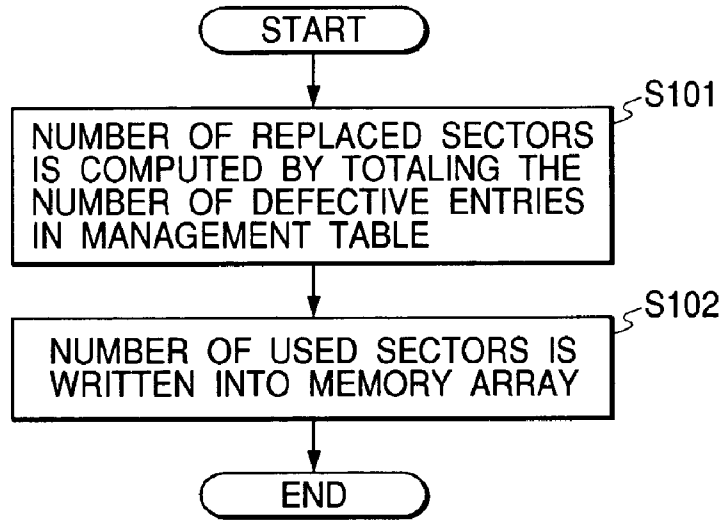 START
S101
NUMBER OF REPLACED SECTORS
IS COMPUTED BY TOTALING THE
NUMBER OF DEFECTIVE ENTRIES
IN MANAGEMENT TABLE
S102
NUMBER OF USED SECTORS IS
WRITTEN INTO MEMORY ARRAY
END